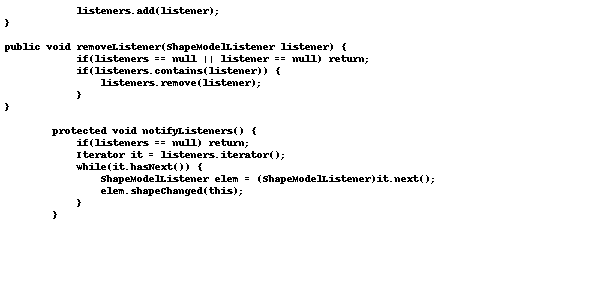 listeners.add(listener);
}
public void removeListener(ShapeModelListener listener) {
            if(listeners == null || listener == null) return;
            if(listeners.contains(listener)) {
                listeners.remove(listener);
            }
}
        protected void notifyListeners() {
            if(listeners == null) return;
            Iterator it = listeners.iterator();
            while(it.hasNext()) {
                ShapeModelListener elem = (ShapeModelListener)it.next();
                elem.shapeChanged(this);
            }
        }